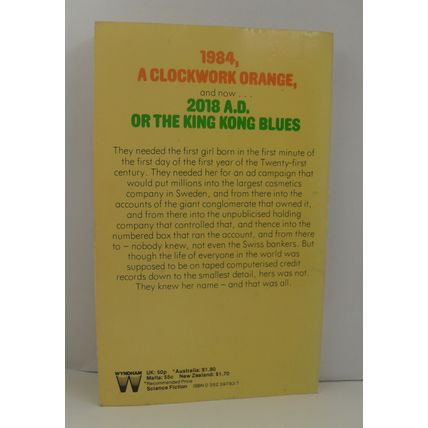 1984,
A CLOCKWORK ORANGE,
and now . . .
2018 A.D.
OR THE KING KONG BLUES
They needed the first girl born in the first minute of
the first day of the first year of the Twenty-first
century. They needed her for an ad campaign that
would put millions into the largest cosmetics
company in Sweden, and from there into the
accounts of the giant conglomerate that owned it,
and from there into the unpublicised holding
company that controlled that, and thence into the
numbered box that ran the account, and from there
to – nobody knew, not even the Swiss bankers. But
though the life of everyone in the world was
supposed to be on taped computerised credit
records down to the smallest detail, hers was not.
They knew her name – and that was all.
WYNDHAM
UK: 50p *Australia: $1.80
Malta: 55c New Zealand: $1.70
*Recommended Price
Science Fiction ISBN 0 352